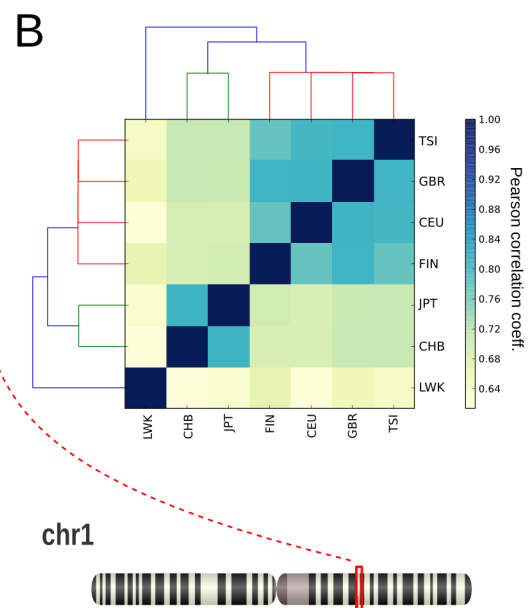 B
1.00
0.96
0.92
0.88
0.84
0.80
0.76
0.72
0.68
0.64
Pearson correlation coeff.
TSI
GBR
CEU
FIN
JPT
CHB
LWK
LWK
CHB
JPT
FIN
CEU
GBR
TSI
chr1